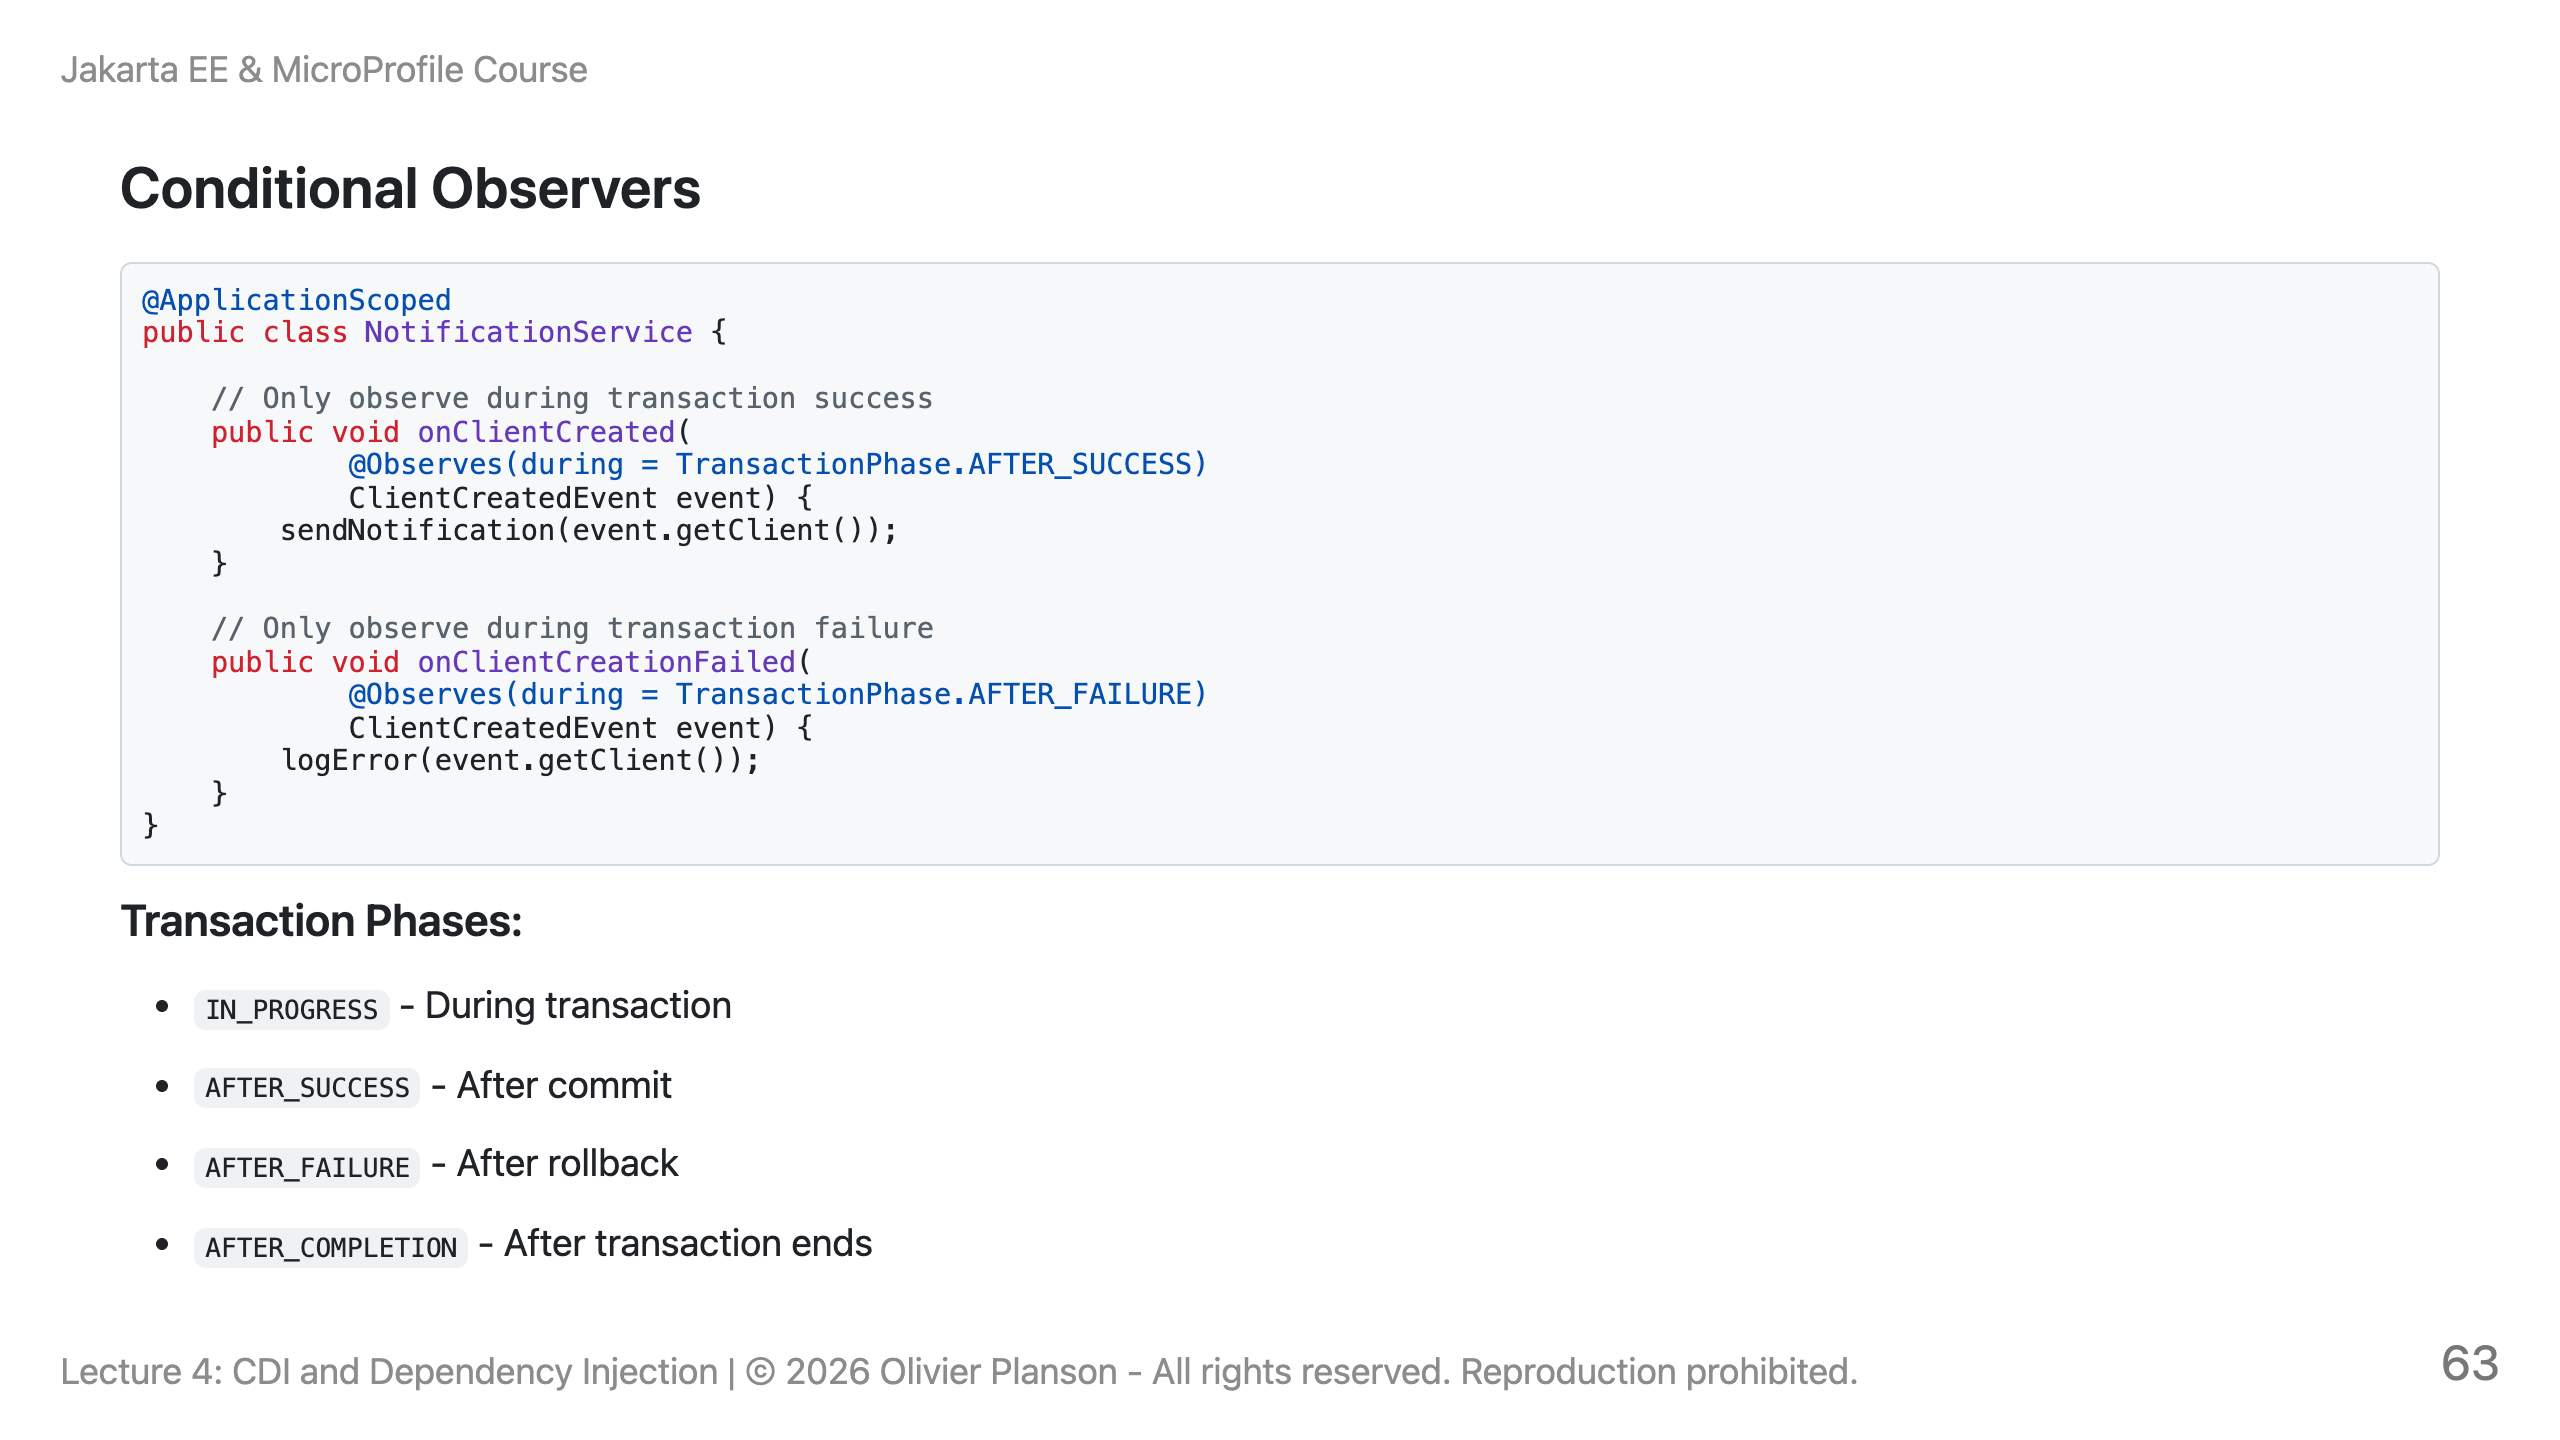 Jakarta EE & MicroProfile Course
Conditional Observers
@ApplicationScoped
public class NotificationService {
    // Only observe during transaction success
    public void onClientCreated(
            @Observes(during = TransactionPhase.AFTER_SUCCESS)
            ClientCreatedEvent event) {
        sendNotification(event.getClient());
    }
    // Only observe during transaction failure
    public void onClientCreationFailed(
            @Observes(during = TransactionPhase.AFTER_FAILURE)
            ClientCreatedEvent event) {
        logError(event.getClient());
    }
}
Transaction Phases:
• IN_PROGRESS - During transaction
• AFTER_SUCCESS - After commit
• AFTER_FAILURE - After rollback
• AFTER_COMPLETION - After transaction ends
Lecture 4: CDI and Dependency Injection | © 2026 Olivier Planson - All rights reserved. Reproduction prohibited.
63